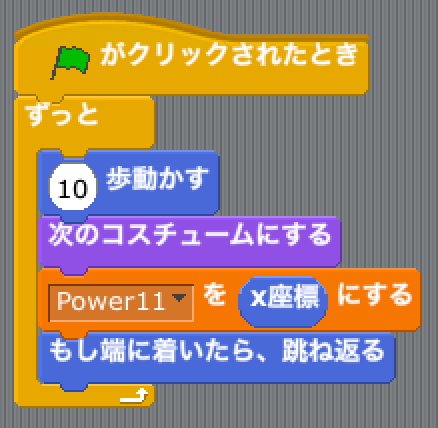 がクリックされたとき
ずっと
10 歩動かす
次のコスチュームにする
Power11 を x座標 にする
もし端に着いたら、跳ね返る